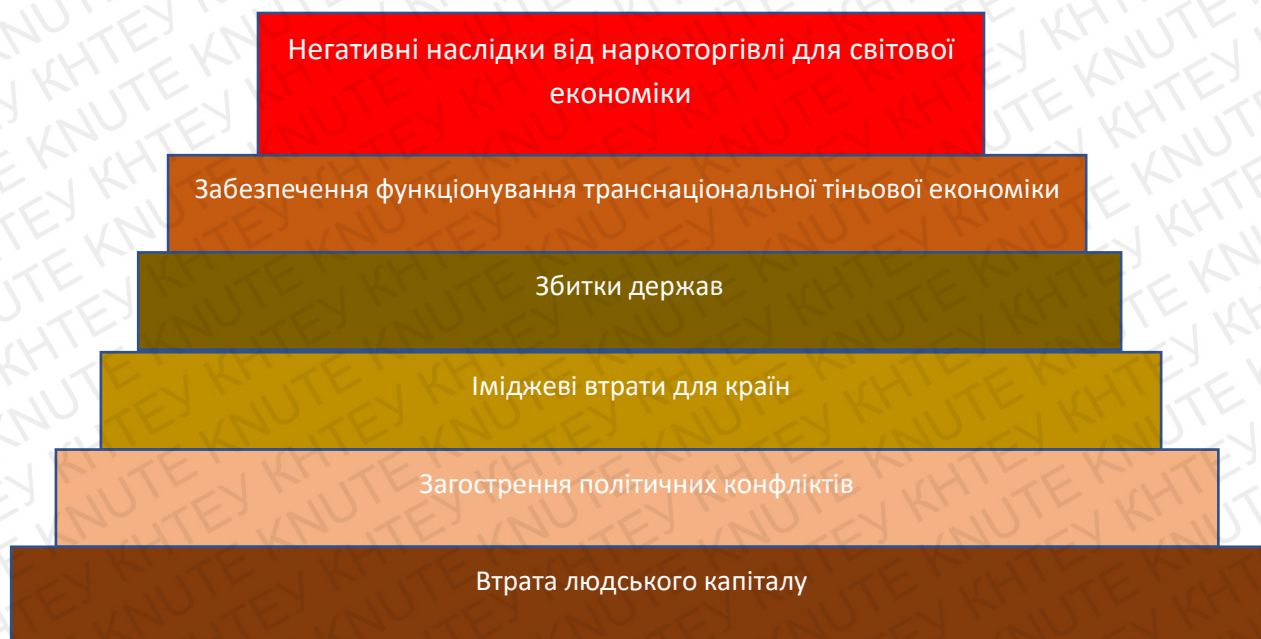 Негативні наслідки від наркоторгівлі для світової
економіки
Забезпечення функціонування транснаціональної тіньової економіки
Збитки держав
Іміджеві втрати для країн
Загострення політичних конфліктів
Втрата людського капіталу